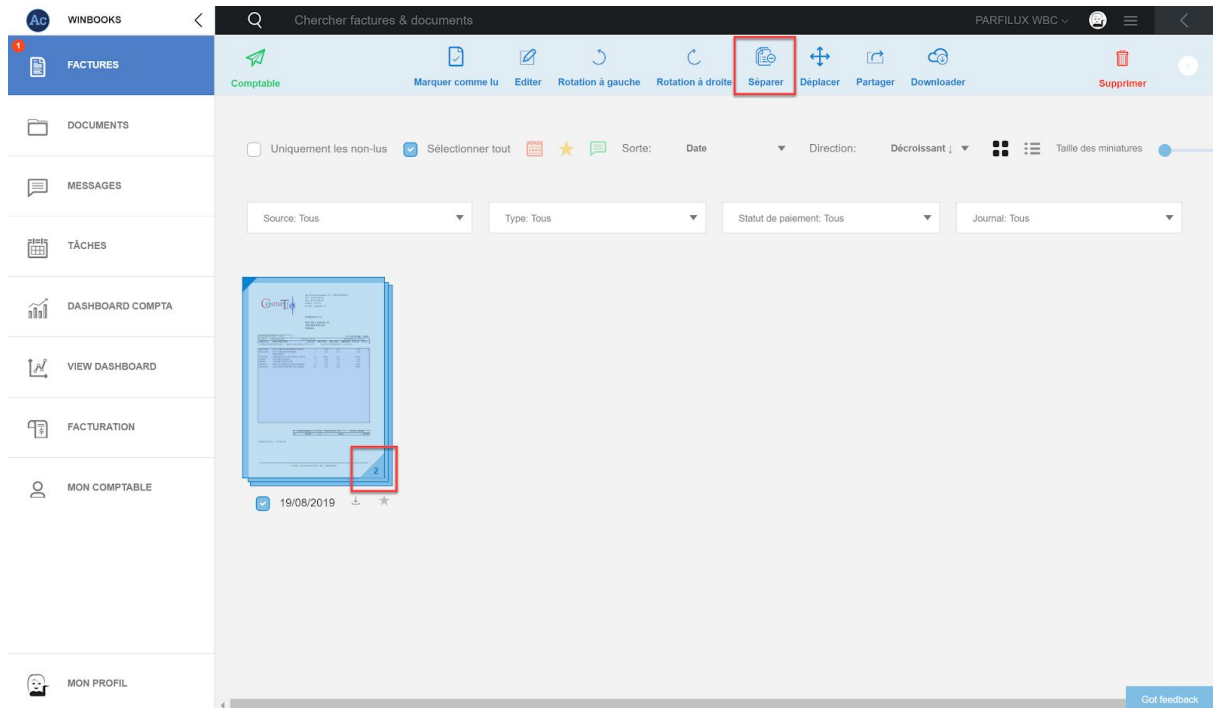 Ac WINBOOKS
Chercher factures & documents
PARFILUX WBC
1
FACTURES
DOCUMENTS
MESSAGES
TÂCHES
DASHBOARD COMPTA
VIEW DASHBOARD
FACTURATION
MON COMPTABLE
MON PROFIL
Comptable
Marquer comme lu
Editer
Rotation à gauche
Rotation à droite
Séparer
Déplacer
Partager
Downloader
Supprimer
Uniquement les non-lus
Sélectionner tout
Sorte:
Date
Direction:
Décroissant ↓
Taille des miniatures
Source: Tous
Type: Tous
Statut de paiement: Tous
Journal: Tous
2
19/08/2019
Got feedback